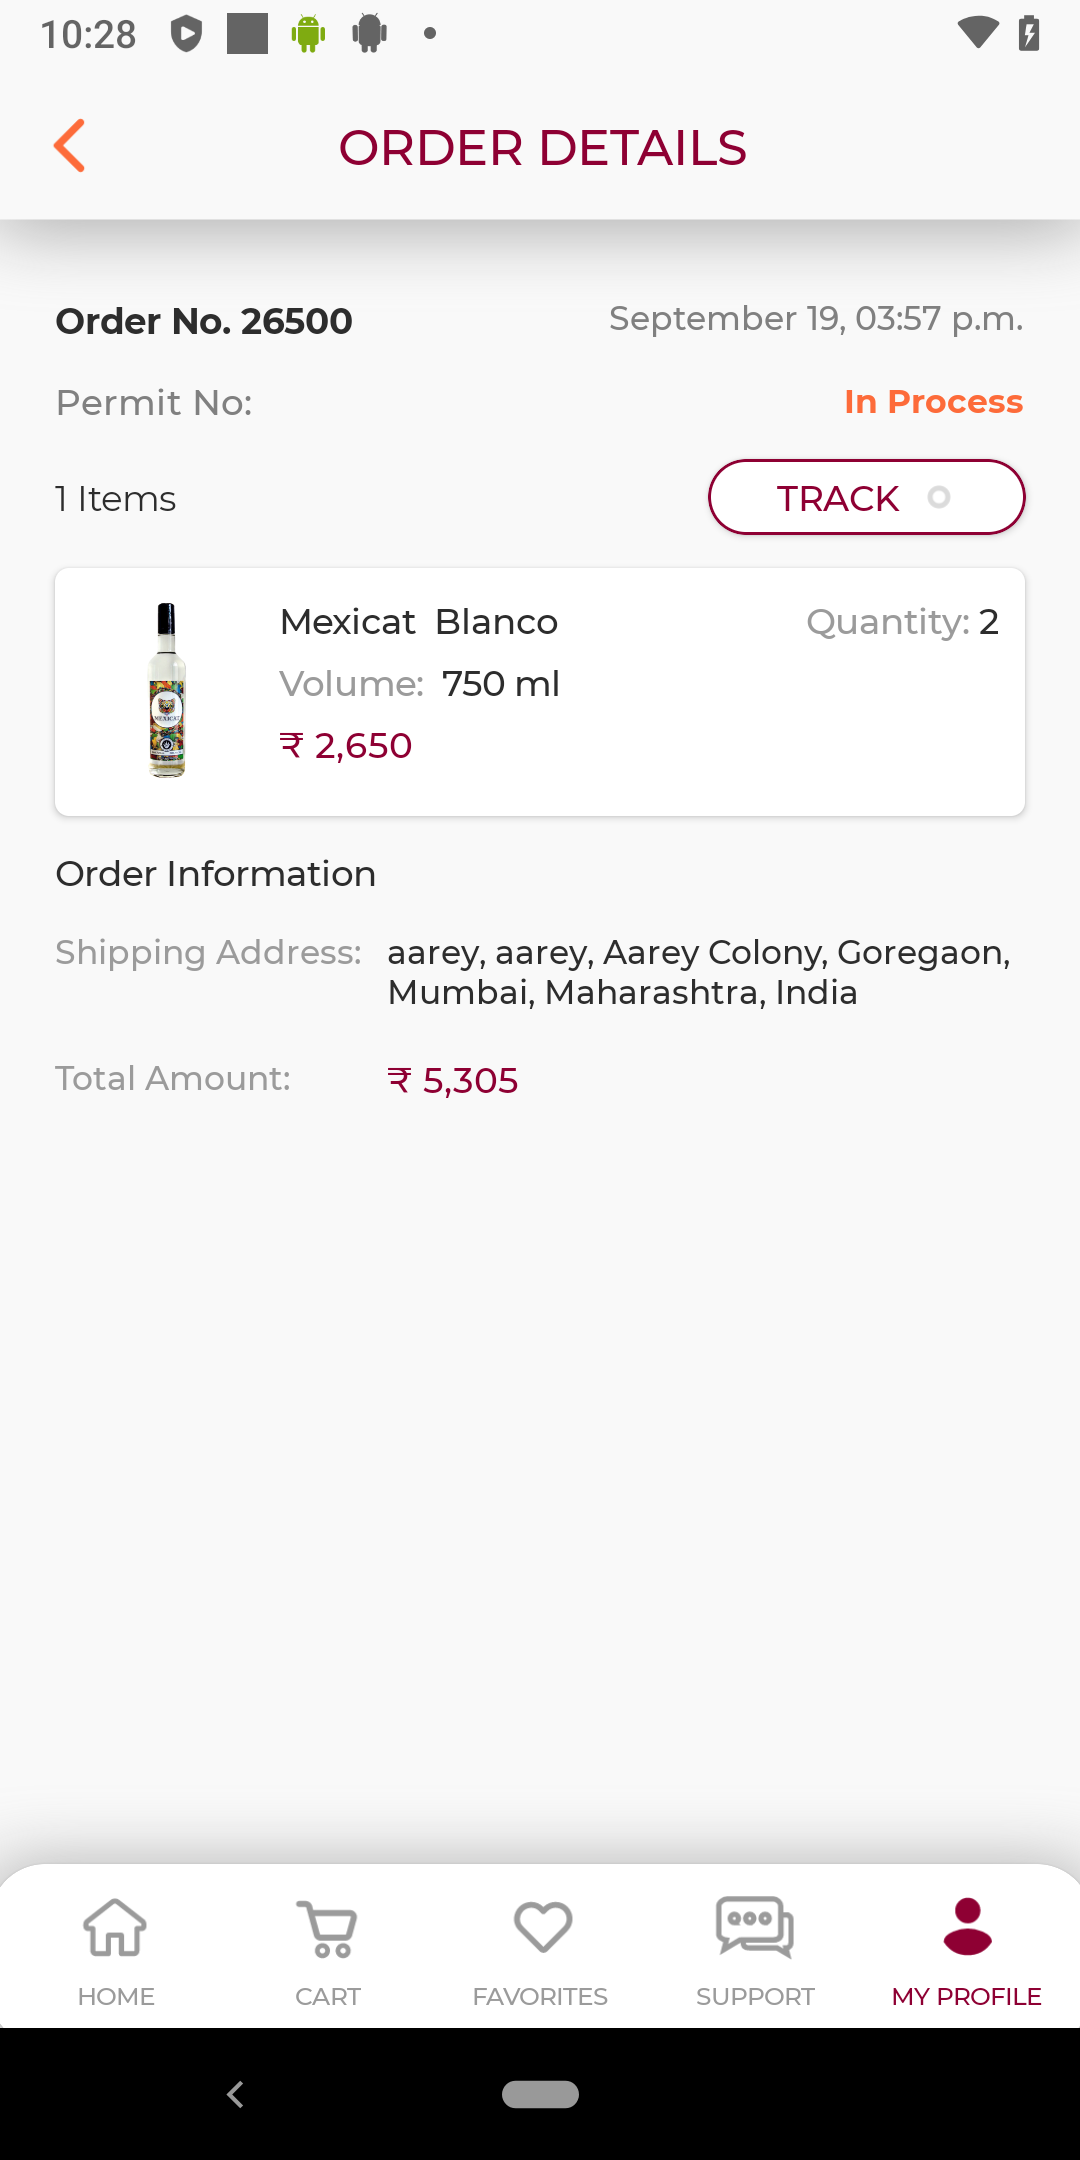 10:28
ORDER DETAILS
Order No. 26500
September 19, 03:57 p.m.
Permit No:
In Process
1 Items
TRACK
Mexicat  Blanco
Quantity: 2
Volume: 750 ml
₹ 2,650
MEXICAT
Order Information
Shipping Address: aarey, aarey, Aarey Colony, Goregaon,
Mumbai, Maharashtra, India
Total Amount: ₹ 5,305
HOME
CART
FAVORITES
SUPPORT
MY PROFILE